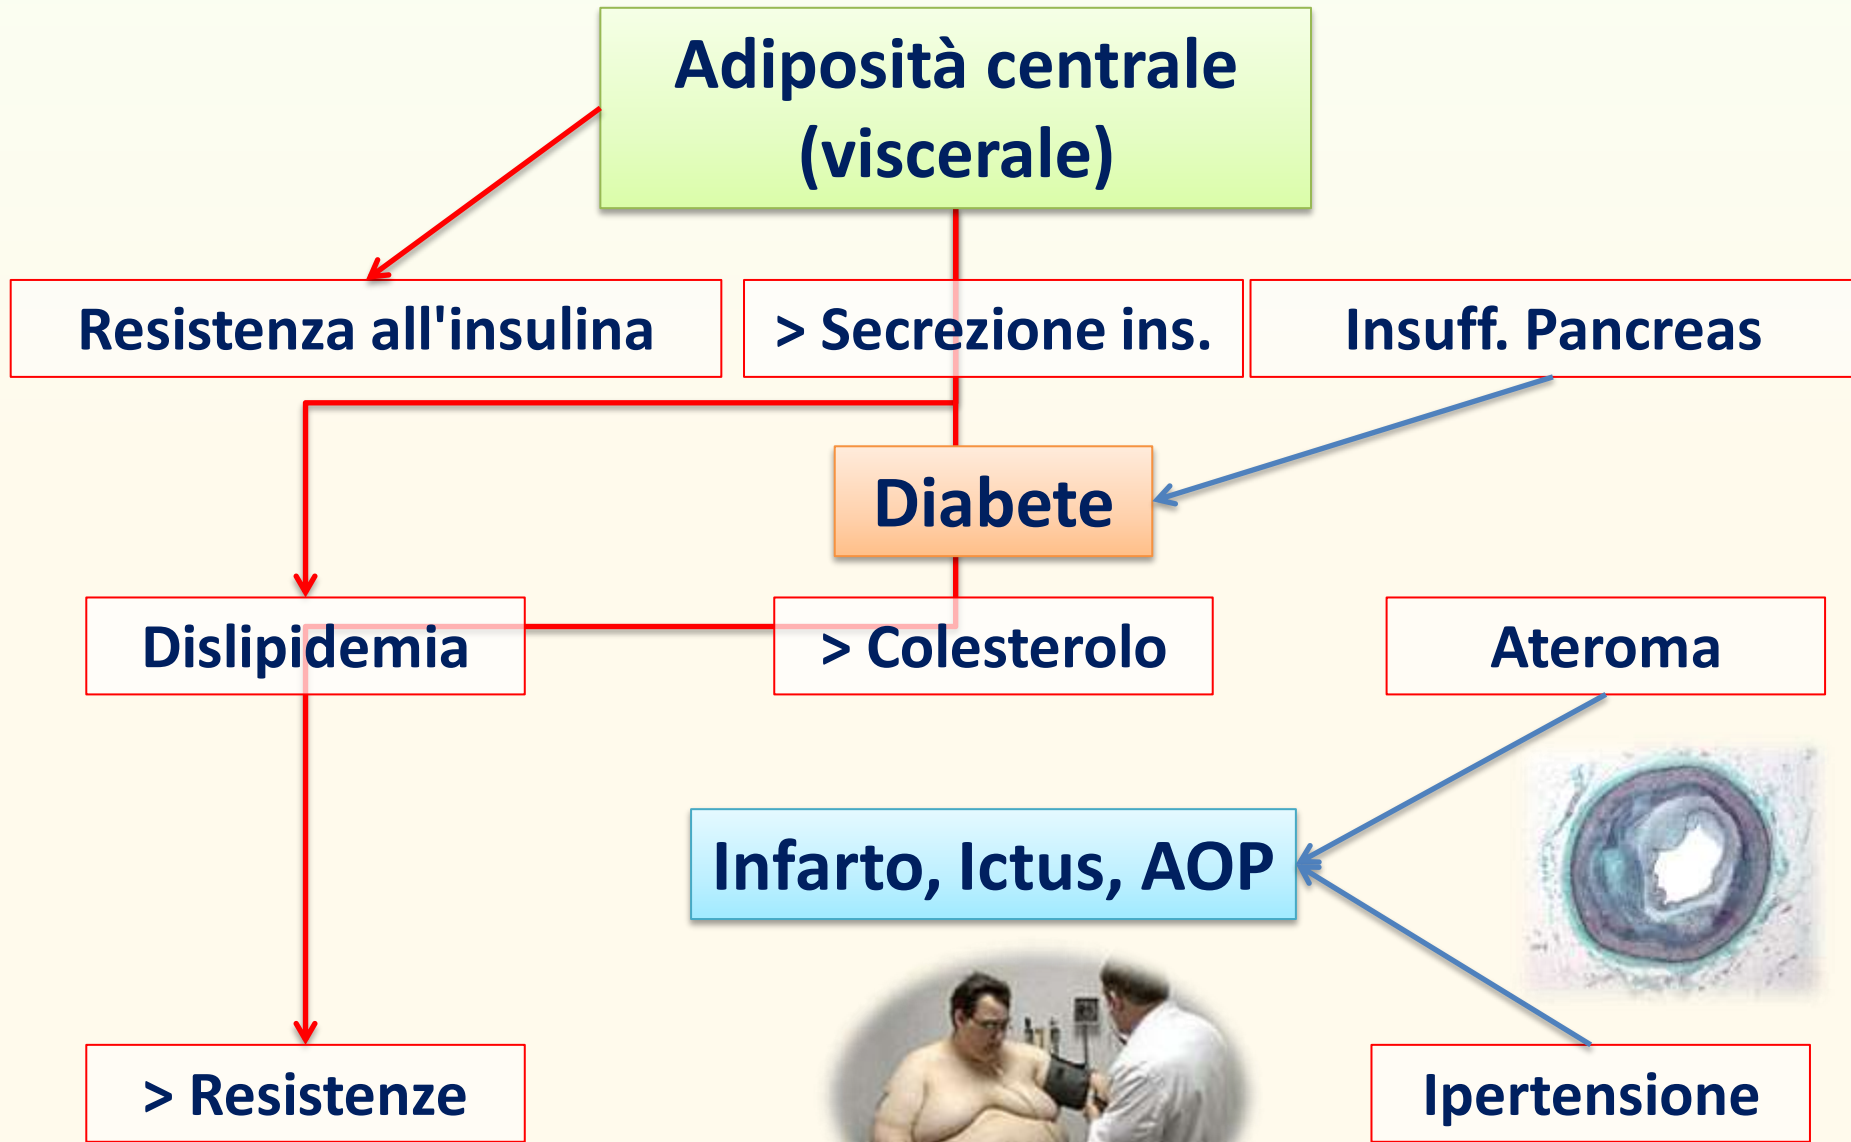 Adiposità centrale
(viscerale)
Resistenza all'insulina
> Secrezione ins.
Insuff. Pancreas
Diabete
Dislipidemia
> Colesterolo
Ateroma
Infarto, Ictus, AOP
> Resistenze
Ipertensione